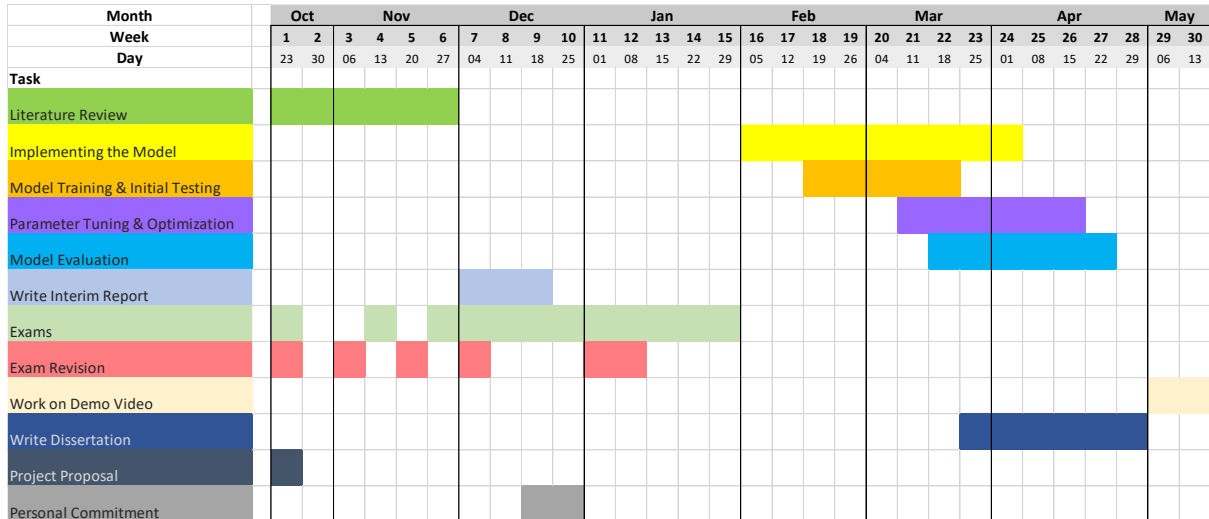 Month Oct Nov Dec Jan Feb Mar Apr May
Week 1 2 3 4 5 6 7 8 9 10 11 12 13 14 15 16 17 18 19 20 21 22 23 24 25 26 27 28 29 30
Day 23 30 06 13 20 27 04 11 18 25 01 08 15 22 29 05 12 19 26 04 11 18 25 01 08 15 22 29 06 13
Task
Literature Review
Implementing the Model
Model Training & Initial Testing
Parameter Tuning & Optimization
Model Evaluation
Write Interim Report
Exams
Exam Revision
Work on Demo Video
Write Dissertation
Project Proposal
Personal Commitment